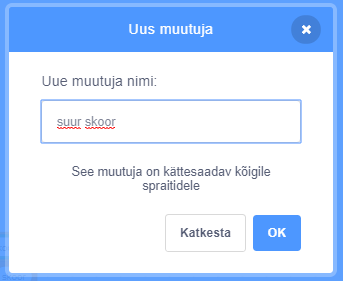 Uus muutuja
Uue muutuja nimi:
suur skoor
See muutuja on kättesaadav kõigile
spraitidele
Katkesta
OK